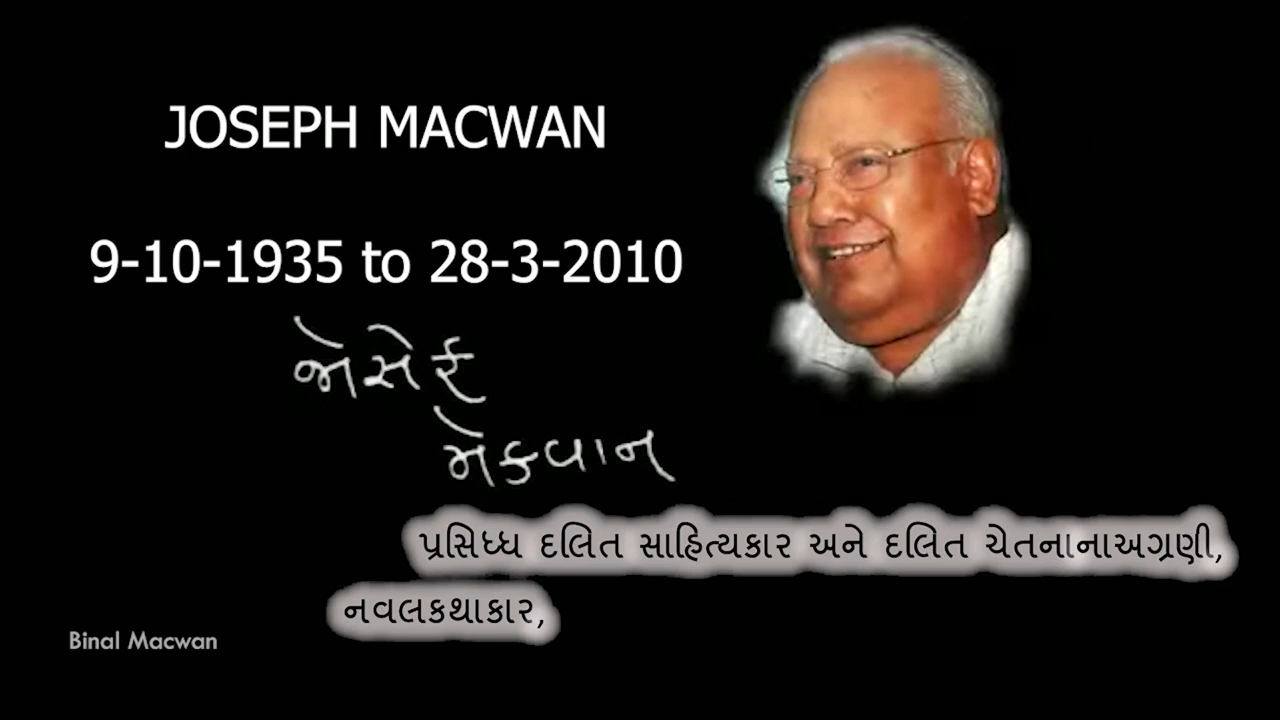 JOSEPH MACWAN
9-10-1935 to 28-3-2010
જોસેફ
મેકવાન
પ્રસિધ્ધ દલિત સાહિત્યકાર અને દલિત ચેતનાનાઅગ્રણી,
નવલકથાકાર,
Binal Macwan